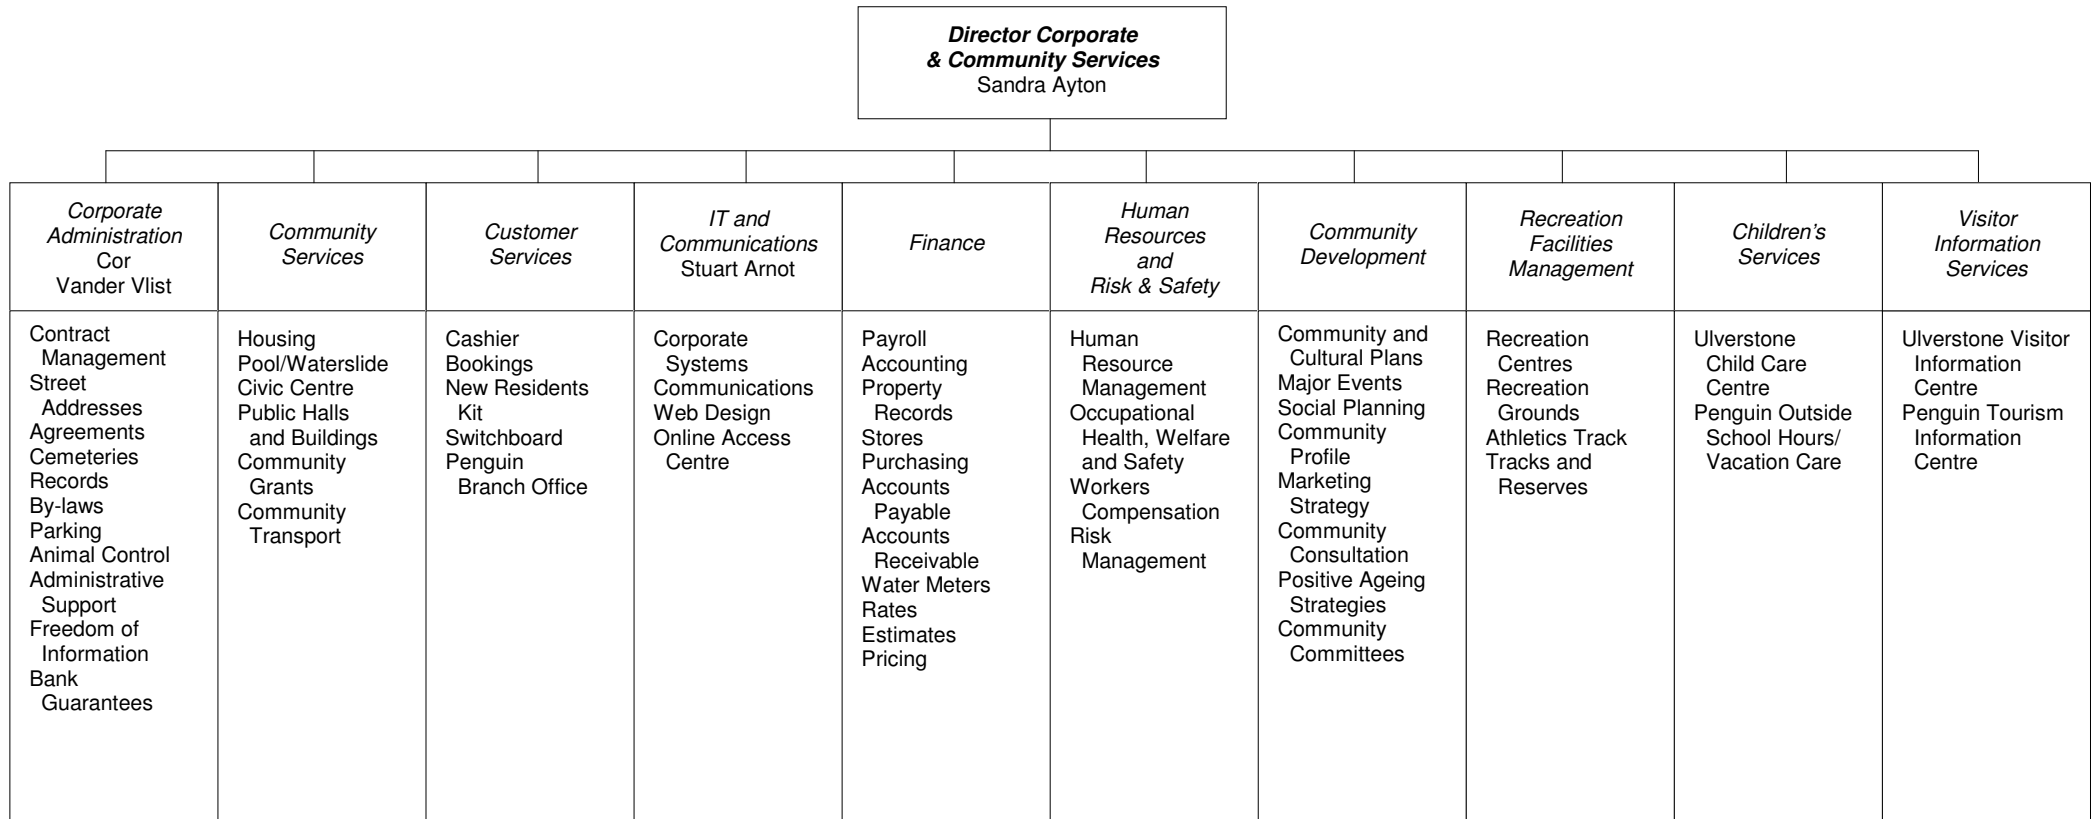 Director Corporate
& Community Services
Sandra Ayton
Corporate
Administration
Cor
Vander Vlist
Community
Services
Customer
Services
IT and
Communications
Stuart Arnot
Finance
Human
Resources
and
Risk & Safety
Community
Development
Recreation
Facilities
Management
Children's
Services
Visitor
Information
Services
Contract
Management
Street
Addresses
Agreements
Cemeteries
Records
By-laws
Parking
Animal Control
Administrative
Support
Freedom of
Information
Bank
Guarantees
Housing
Pool/Waterslide
Civic Centre
Public Halls
and Buildings
Community
Grants
Community
Transport
Cashier
Bookings
New Residents
Kit
Switchboard
Penguin
Branch Office
Corporate
Systems
Communications
Web Design
Online Access
Centre
Payroll
Accounting
Property
Records
Stores
Purchasing
Accounts
Payable
Accounts
Receivable
Water Meters
Rates
Estimates
Pricing
Human
Resource
Management
Occupational
Health, Welfare
and Safety
Workers
Compensation
Risk
Management
Community and
Cultural Plans
Major Events
Social Planning
Community
Profile
Marketing
Strategy
Community
Consultation
Positive Ageing
Strategies
Community
Committees
Recreation
Centres
Recreation
Grounds
Athletics Track
Tracks and
Reserves
Ulverstone
Child Care
Centre
Penguin Outside
School Hours/
Vacation Care
Ulverstone Visitor
Information
Centre
Penguin Tourism
Information
Centre